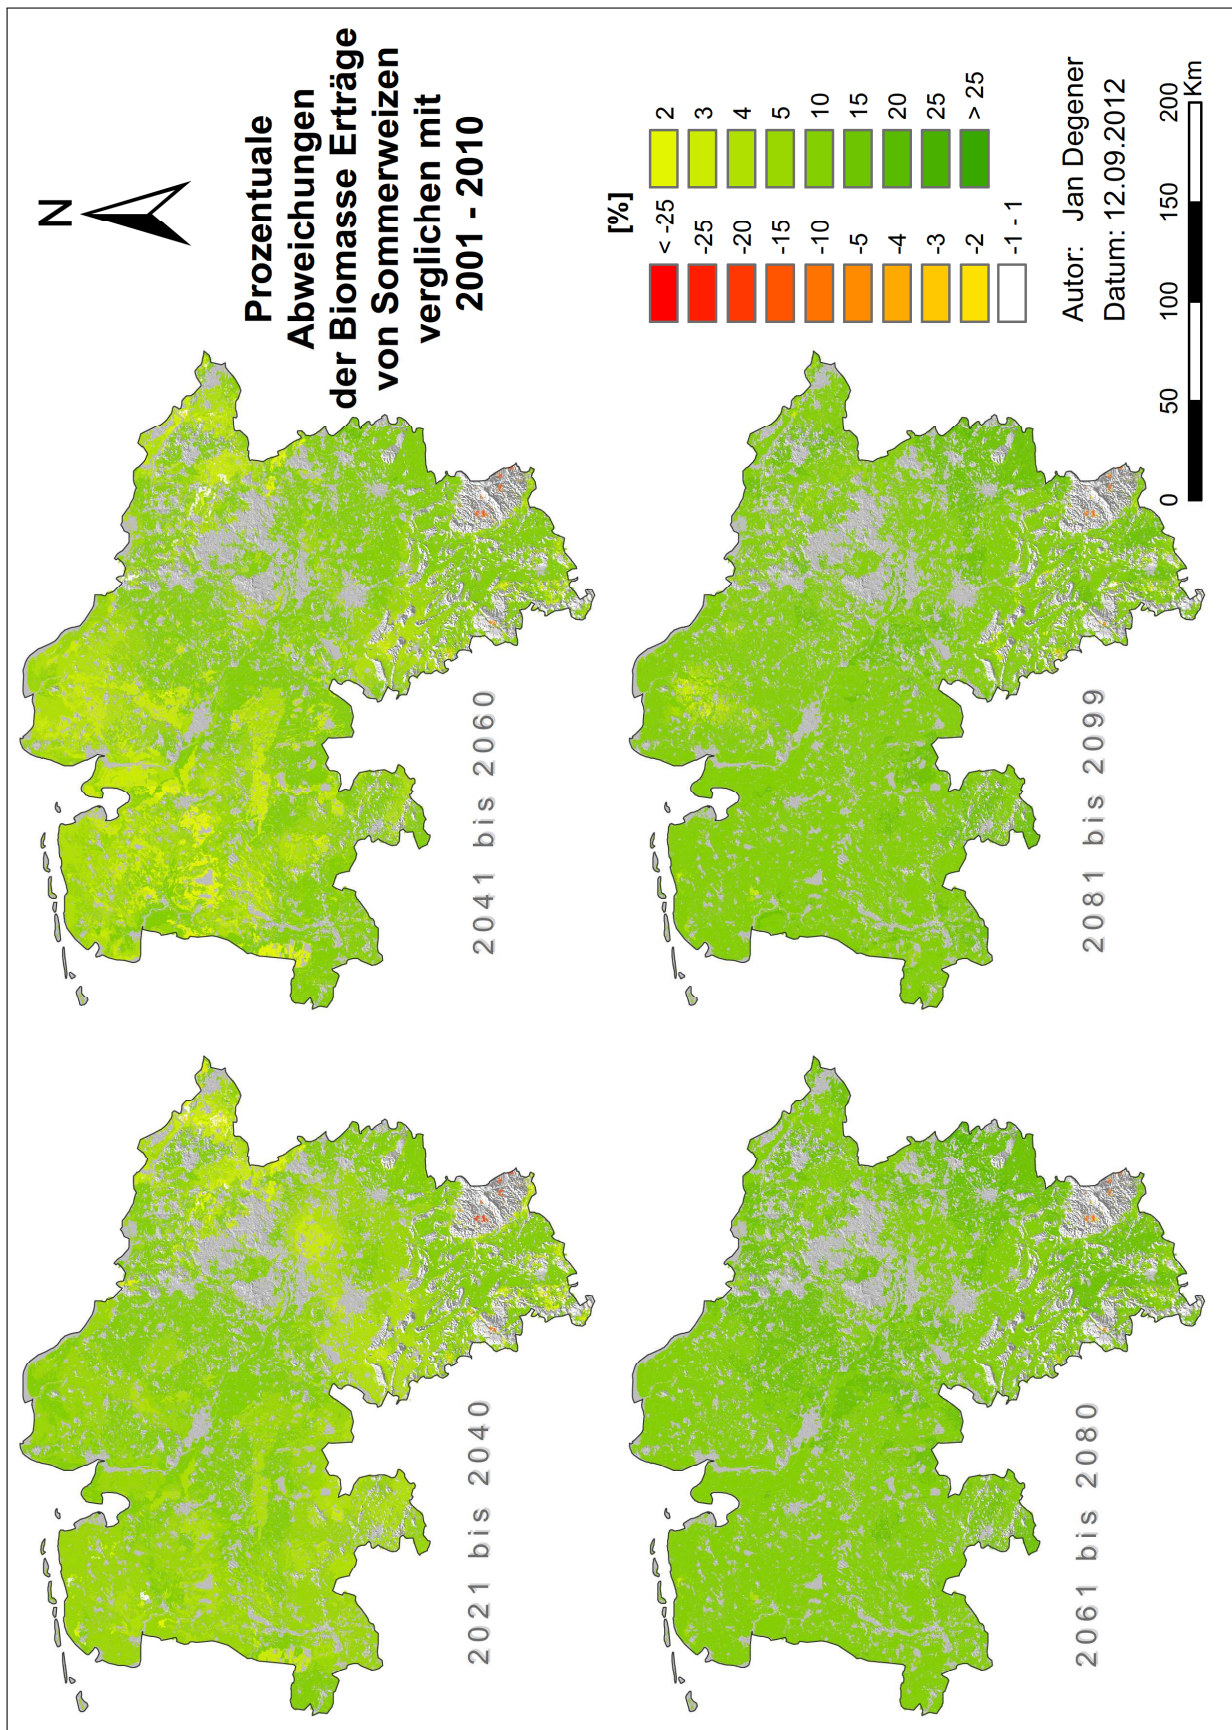 N
Prozentuale
Abweichungen
der Biomasse Erträge
von Sommerweizen
verglichen mit
2001 - 2010
2021 bis 2040
2041 bis 2060
2061 bis 2080
2081 bis 2099
[%]
< -25
-25
-20
-15
-10
-5
-4
-3
-2
-1 - 1
2
3
4
5
10
15
20
25
> 25
Autor: Jan Degener
Datum: 12.09.2012
0 50 100 150 200
Km